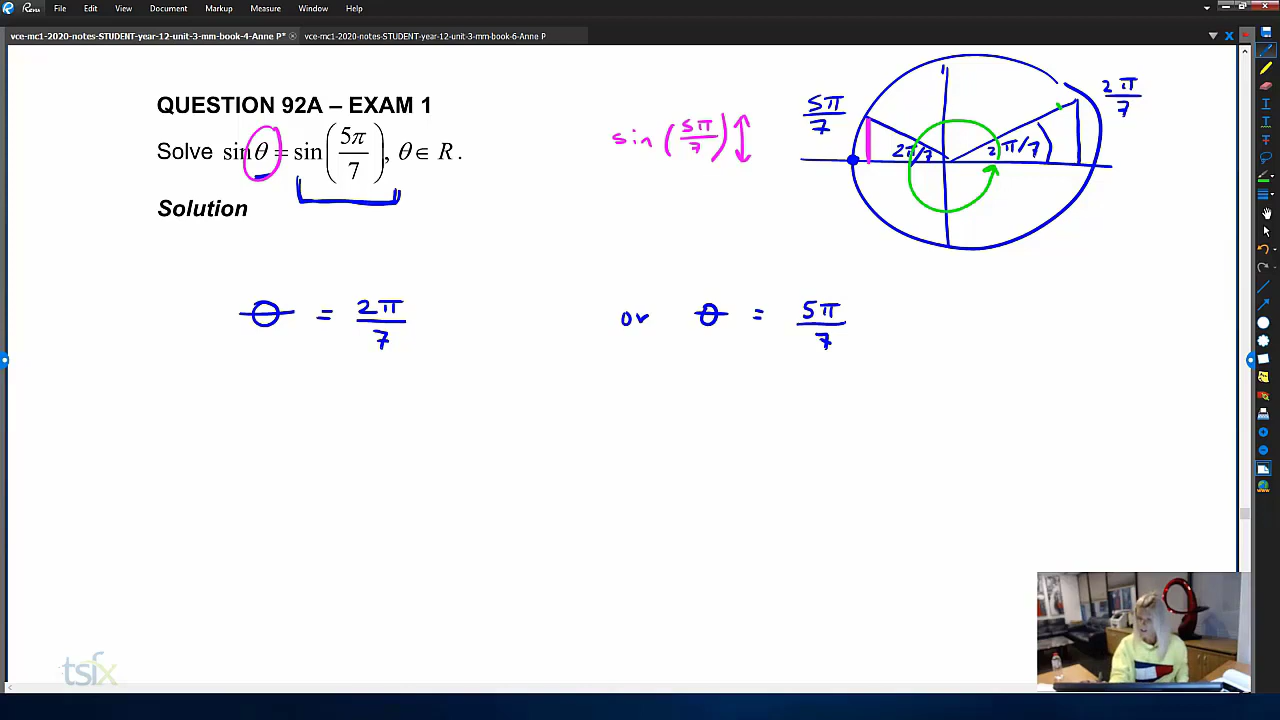 File Edit View Document Markup Measure Window Help
vce-mc1-2020-notes-STUDENT-year-12-unit-3-mm-book-4-Anne P* vce-mc1-2020-notes-STUDENT-year-12-unit-3-mm-book-6-Anne P
QUESTION 92A – EXAM 1
Solve sin θ = sin(5π/7), θ ∈ R.
Solution
sin (5π/7)
5π/7
2π/7
2π/7
2π/7
θ = 2π/7 or θ = 5π/7
tsfx